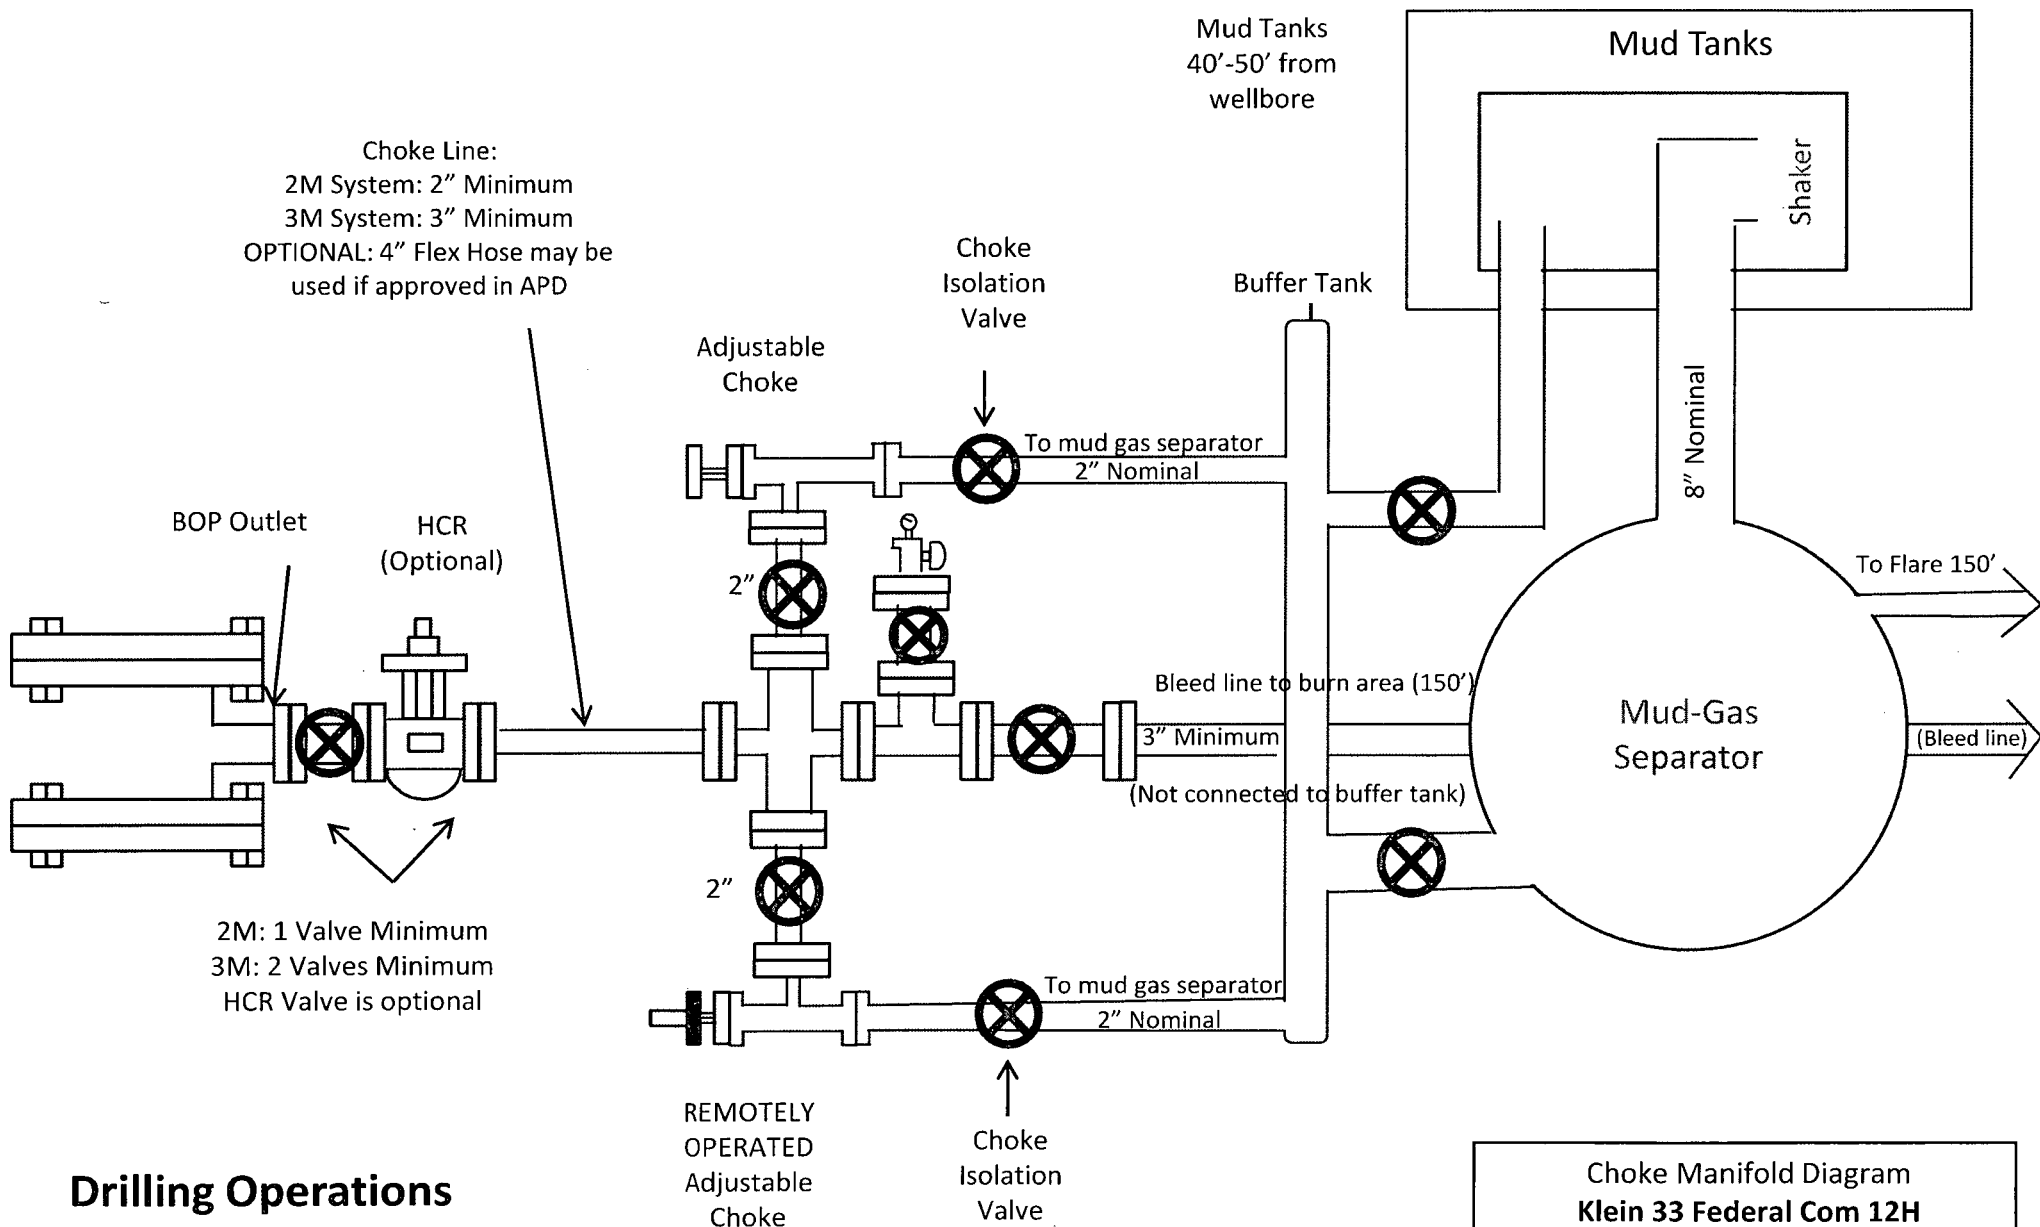 Mud Tanks
40'-50' from
wellbore
Mud Tanks
Shaker
Choke Line:
2M System: 2" Minimum
3M System: 3" Minimum
OPTIONAL: 4" Flex Hose may be
used if approved in APD
Choke
Isolation
Valve
Buffer Tank
Adjustable
Choke
8" Nominal
To mud gas separator
2" Nominal
BOP Outlet
HCR
(Optional)
2"
To Flare 150'
Bleed line to burn area (150')
3" Minimum
(Not connected to buffer tank)
Mud-Gas
Separator
(Bleed line)
2"
2M: 1 Valve Minimum
3M: 2 Valves Minimum
HCR Valve is optional
To mud gas separator
2" Nominal
REMOTELY
OPERATED
Adjustable
Choke
Choke
Isolation
Valve
Drilling Operations
Choke Manifold Diagram
Klein 33 Federal Com 12H